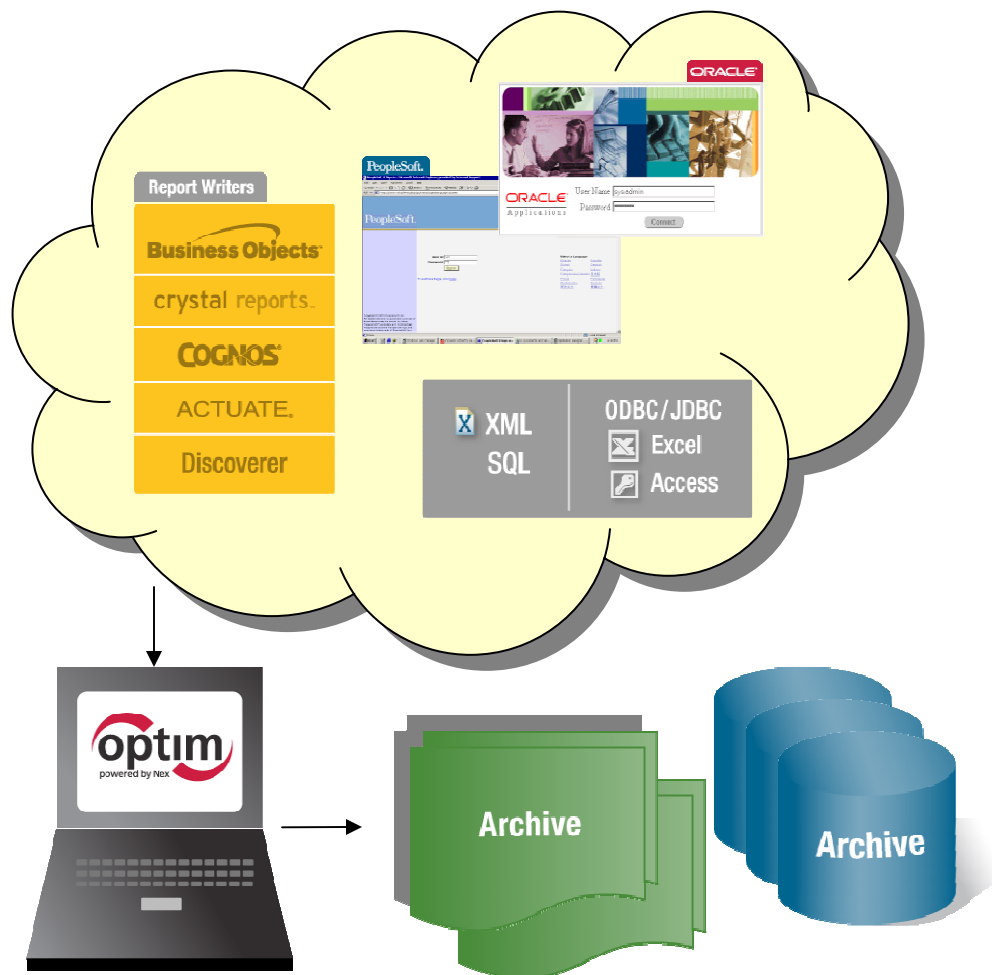 ORACLE
PeopleSoft.
Report Writers
Business Objects
crystal reports
COGNOS
ACTUATE
Discoverer
PeopleSoft.
ORACLE
Applications
User Name sysadmin
Password
Connect
XML
SQL
ODBC/JDBC
Excel
Access
optim
powered by Nex
Archive
Archive